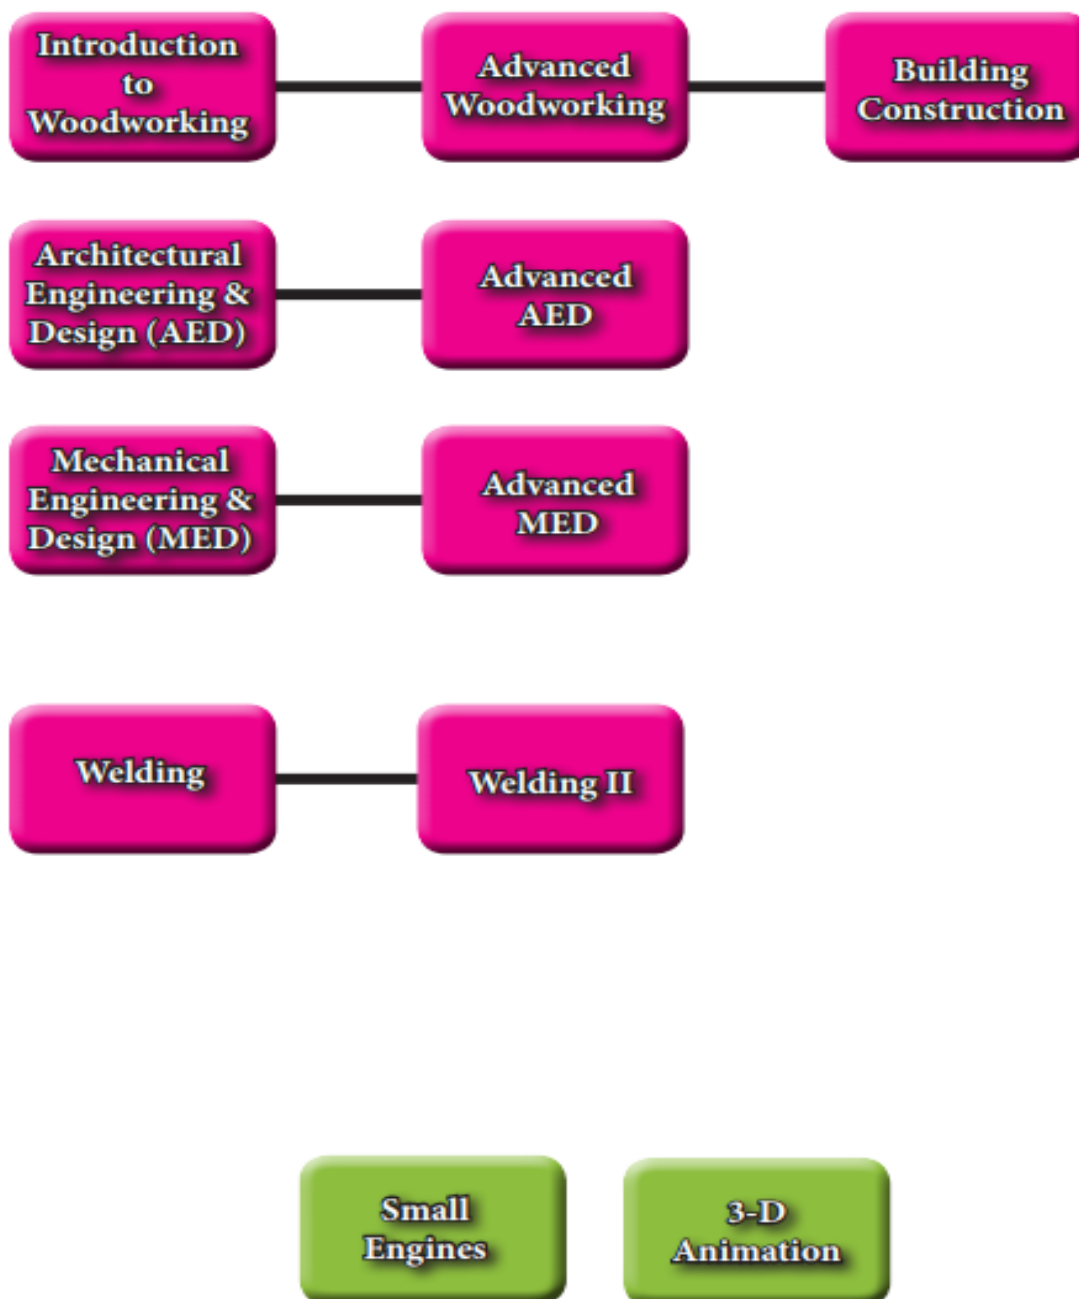 Introduction
to
Woodworking
Advanced
Woodworking
Building
Construction
Architectural
Engineering &
Design (AED)
Advanced
AED
Mechanical
Engineering &
Design (MED)
Advanced
MED
Welding
Welding II
Small
Engines
3-D
Animation